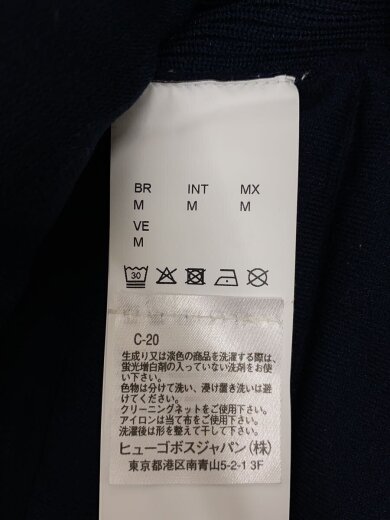 BR INT MX
M M M
VE
M
30
C-20
生成り又は淡色の商品を洗濯する際は、
蛍光増白剤の入っていない洗剤をお使
い下さい。
色物は分けて洗い、浸け置き洗いは避
けてください。
クリーニングネットをご使用下さい。
アイロンは当て布をご使用下さい。
洗濯後は形を整えて干して下さい。
ヒューゴボスジャパン(株)
東京都港区南青山5-2-1 3F